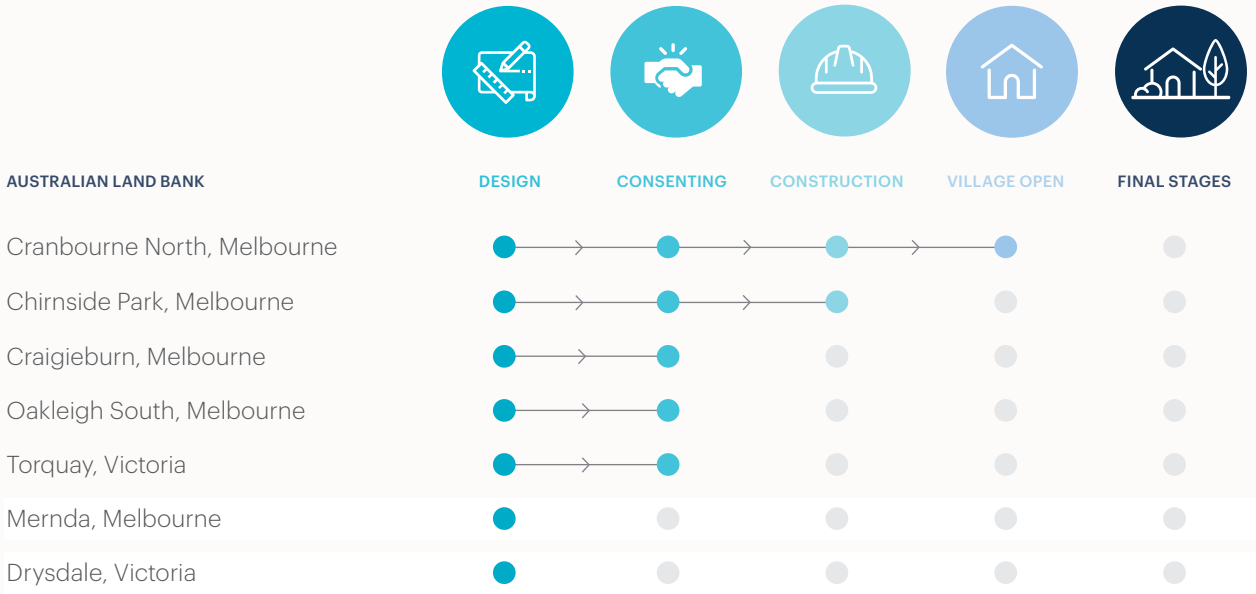 AUSTRALIAN LAND BANK DESIGN CONSENTING CONSTRUCTION VILLAGE OPEN FINAL STAGES
Cranbourne North, Melbourne
Chirnside Park, Melbourne
Craigieburn, Melbourne
Oakleigh South, Melbourne
Torquay, Victoria
Mernda, Melbourne
Drysdale, Victoria